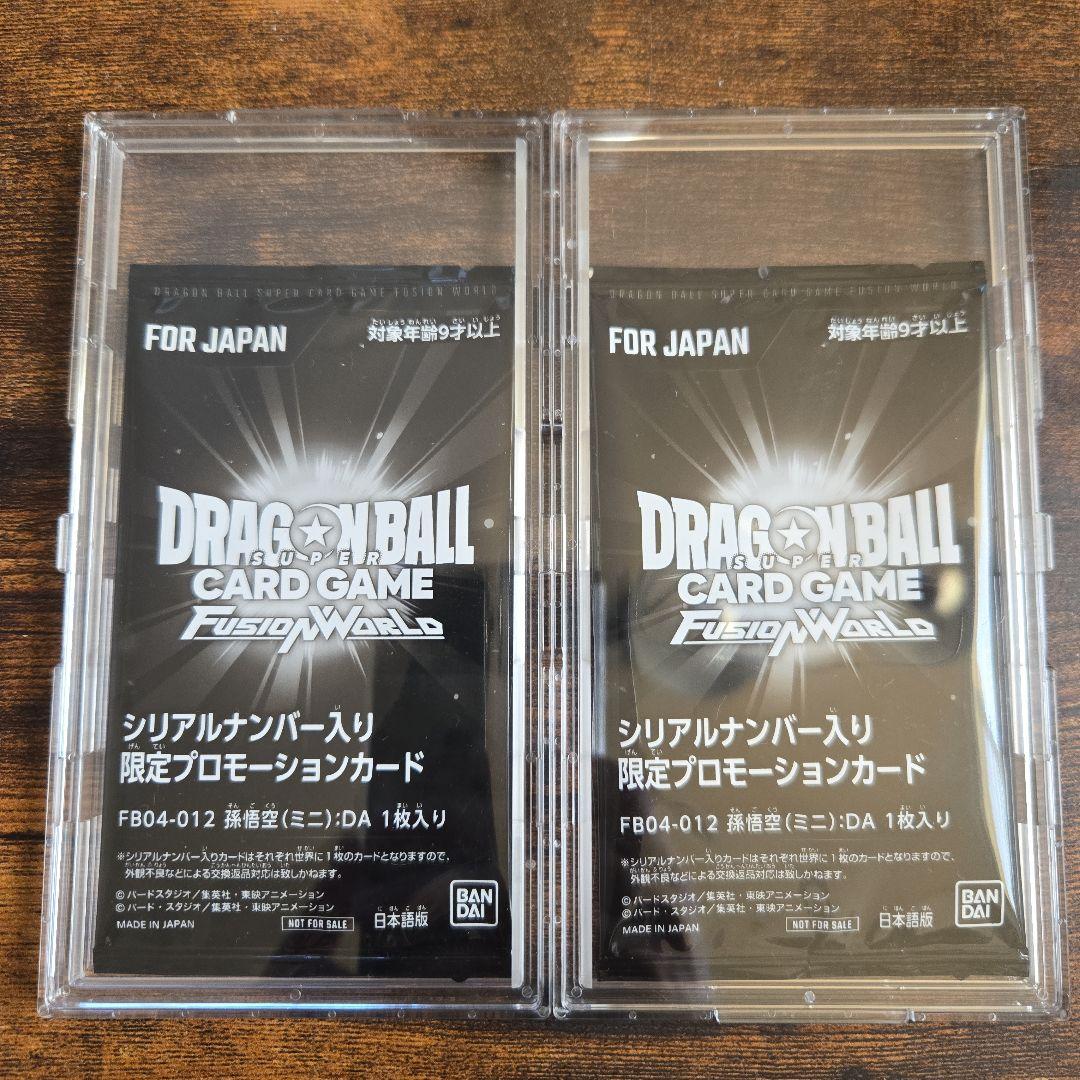 DRAGON BALL SUPER CARD GAME FUSION WORLD
FOR JAPAN
対象年齢9才以上
DRAGON BALL
SUPER
CARD GAME
FUSION WORLD
シリアルナンバー入り
限定プロモーションカード
FB04-012 孫悟空(ミニ):DA 1枚入り
※シリアルナンバー入りカードはそれぞれ世界に1枚のカードとなりますので、
外観不良などによる交換返品対応は致しかねます。
©バードスタジオ/集英社・東映アニメーション
©バード・スタジオ/集英社・東映アニメーション
MADE IN JAPAN
NOT FOR SALE
日本語版
BAN
DAI
DRAGON BALL SUPER CARD GAME FUSION WORLD
FOR JAPAN
対象年齢9才以上
DRAGON BALL
SUPER
CARD GAME
FUSION WORLD
シリアルナンバー入り
限定プロモーションカード
FB04-012 孫悟空(ミニ):DA 1枚入り
※シリアルナンバー入りカードはそれぞれ世界に1枚のカードとなりますので、
外観不良などによる交換返品対応は致しかねます。
©バードスタジオ/集英社・東映アニメーション
©バード・スタジオ/集英社・東映アニメーション
MADE IN JAPAN
NOT FOR SALE
日本語版
BAN
DAI